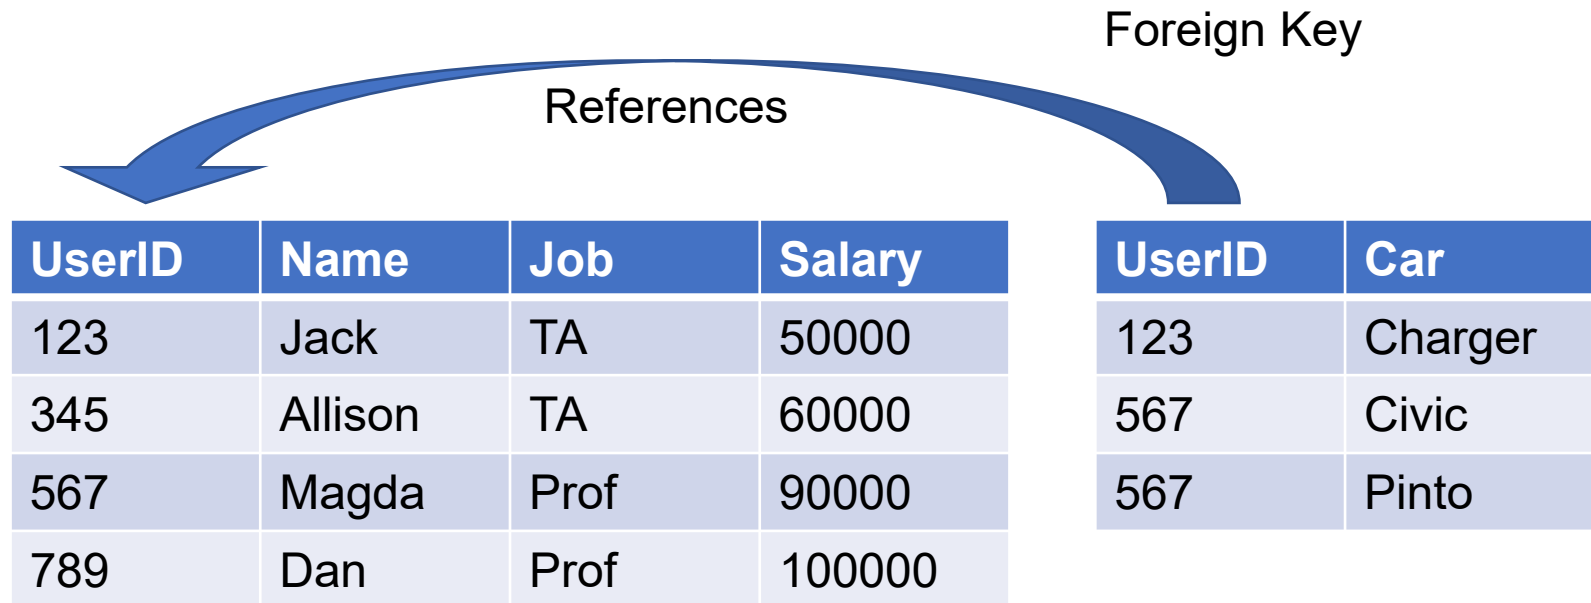 Foreign Key
References
UserID Name Job Salary
123 Jack TA 50000
345 Allison TA 60000
567 Magda Prof 90000
789 Dan Prof 100000
UserID Car
123 Charger
567 Civic
567 Pinto